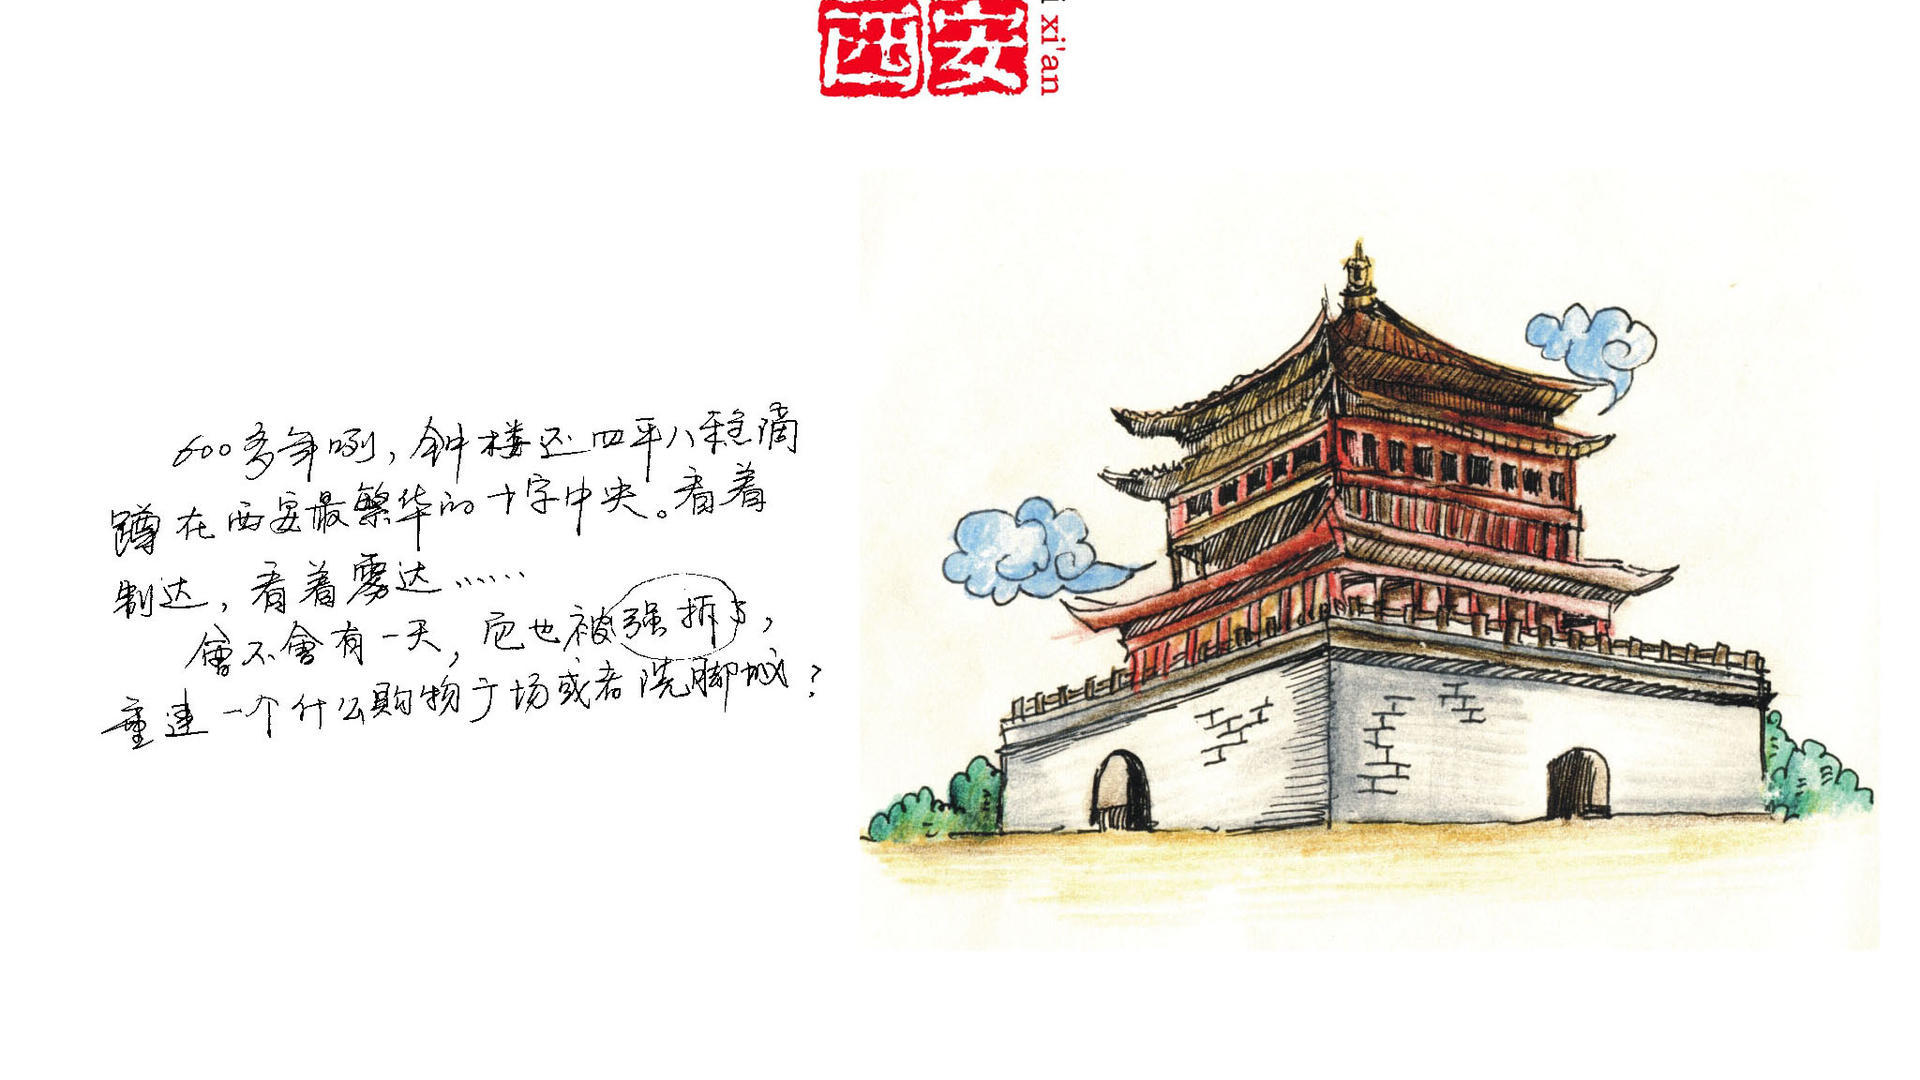 西安
i xi'an
600多年咧，钟楼还四平八稳滴
蹲在西安最繁华的十字中央。看着
制达，看着雾达……
會不會有一天，它也被强拆了，
重建一个什么购物广场或者洗脚城？